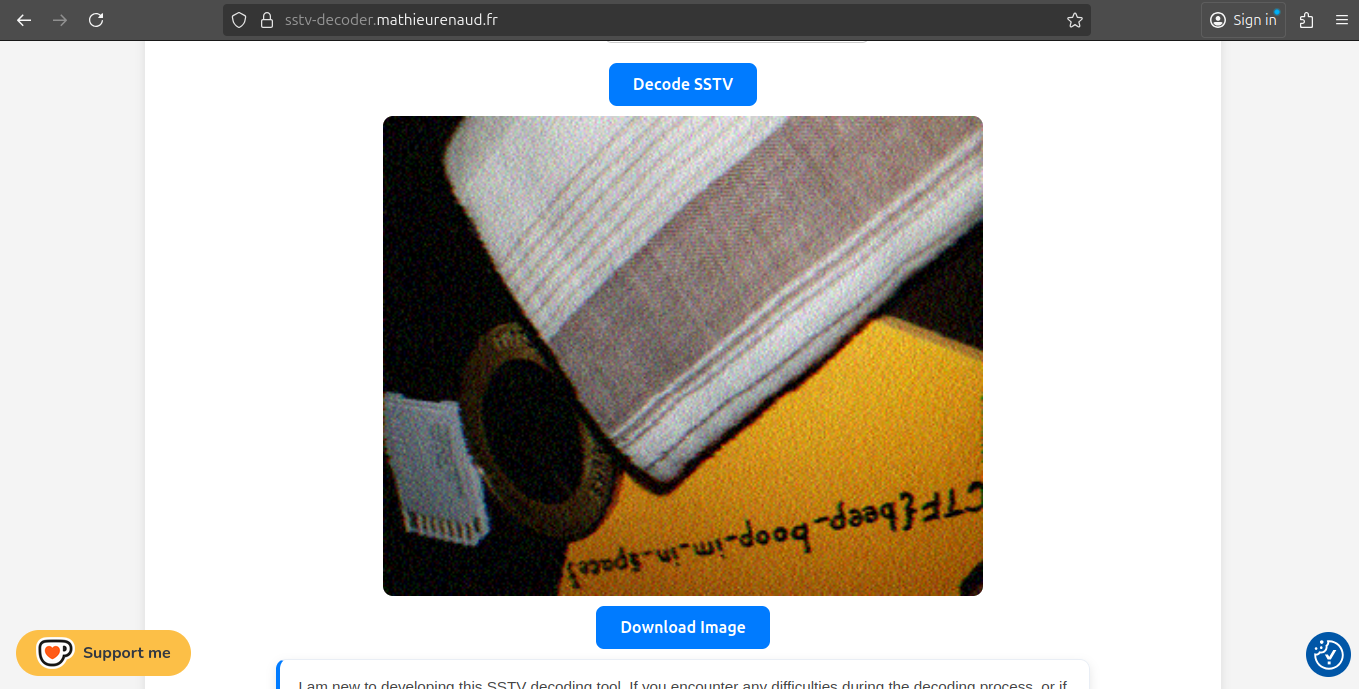 sstv-decoder.mathieurenaud.fr
Sign in
Decode SSTV
CTF{beep-boop-im-in-space}
Download Image
Support me
I am new to developing this SSTV decoding tool. If you encounter any difficulties during the decoding process, or if